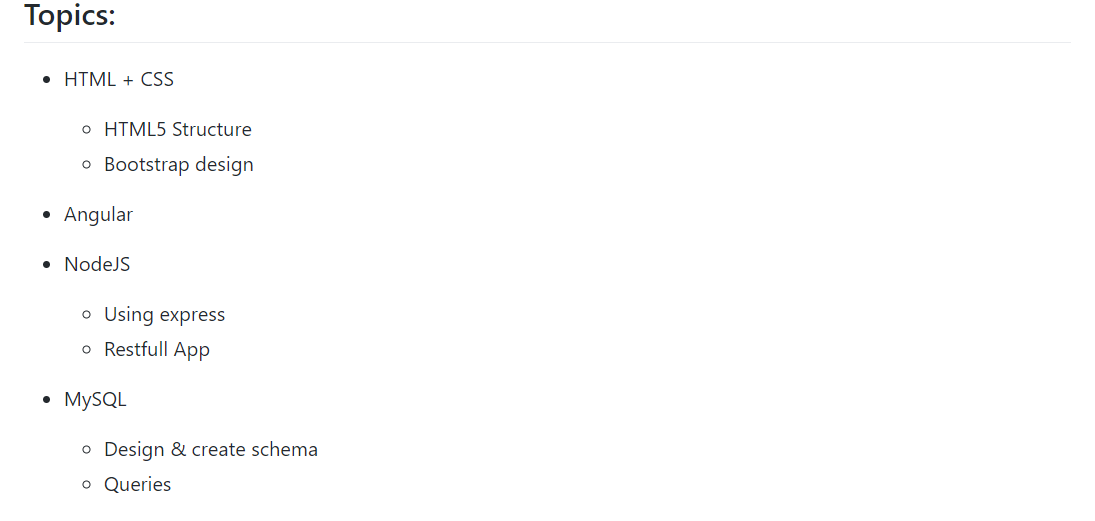 Topics:
HTML + CSS
HTML5 Structure
Bootstrap design
Angular
NodeJS
Using express
Restfull App
MySQL
Design & create schema
Queries